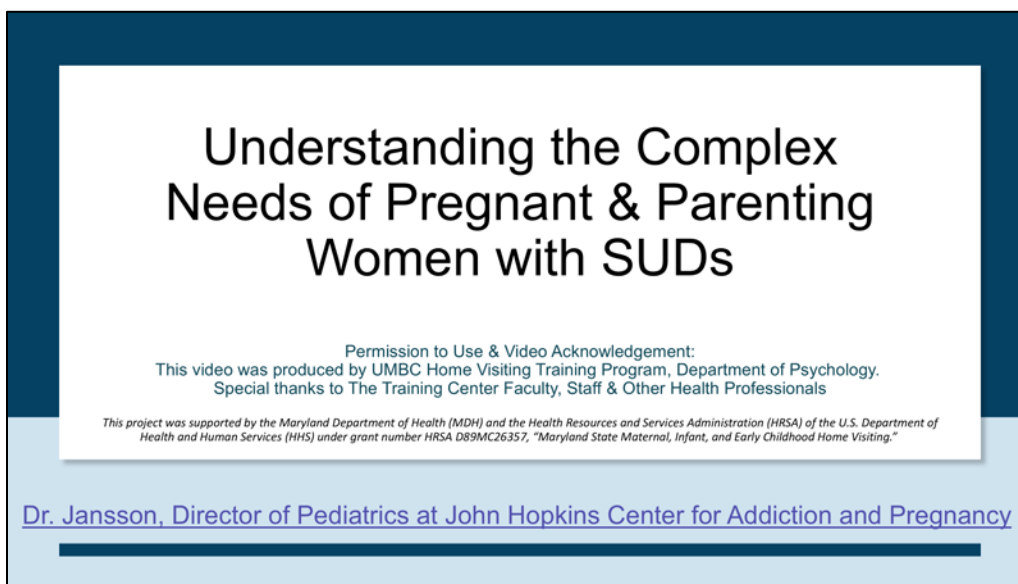 Understanding the Complex
Needs of Pregnant & Parenting
Women with SUDs
Permission to Use & Video Acknowledgement:
This video was produced by UMBC Home Visiting Training Program, Department of Psychology.
Special thanks to The Training Center Faculty, Staff & Other Health Professionals
This project was supported by the Maryland Department of Health (MDH) and the Health Resources and Services Administration (HRSA) of the U.S. Department of
Health and Human Services (HHS) under grant number HRSA D89MC26357, “Maryland State Maternal, Infant, and Early Childhood Home Visiting.”
Dr. Jansson, Director of Pediatrics at John Hopkins Center for Addiction and Pregnancy